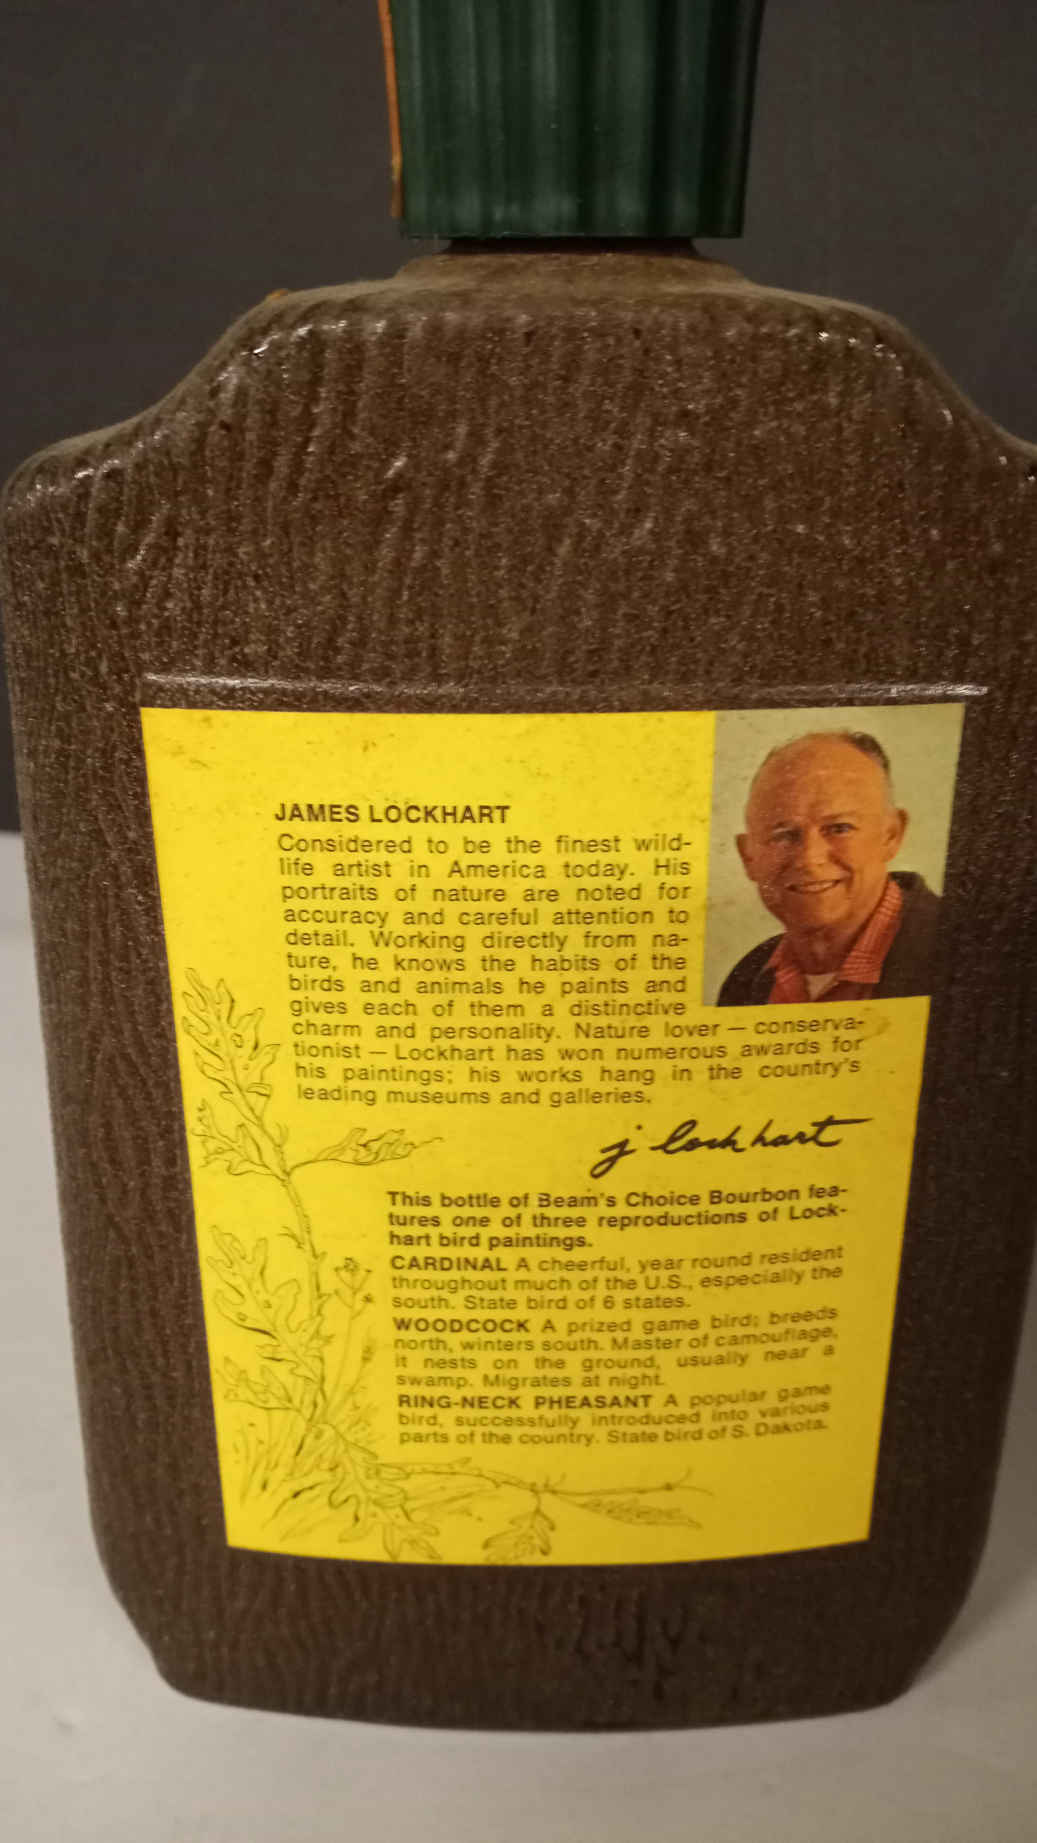 JAMES LOCKHART
Considered to be the finest wild-
life artist in America today. His
portraits of nature are noted for
accuracy and careful attention to
detail. Working directly from na-
ture, he knows the habits of the
birds and animals he paints and
gives each of them a distinctive
charm and personality. Nature lover — conserva-
tionist — Lockhart has won numerous awards for
his paintings; his works hang in the country's
leading museums and galleries.
j lockhart
This bottle of Beam's Choice Bourbon fea-
tures one of three reproductions of Lock-
hart bird paintings.
CARDINAL A cheerful, year round resident
throughout much of the U.S., especially the
south. State bird of 6 states.
WOODCOCK A prized game bird; breeds
north, winters south. Master of camouflage,
it nests on the ground, usually near a
swamp. Migrates at night.
RING-NECK PHEASANT A popular game
bird, successfully introduced into various
parts of the country. State bird of S. Dakota.